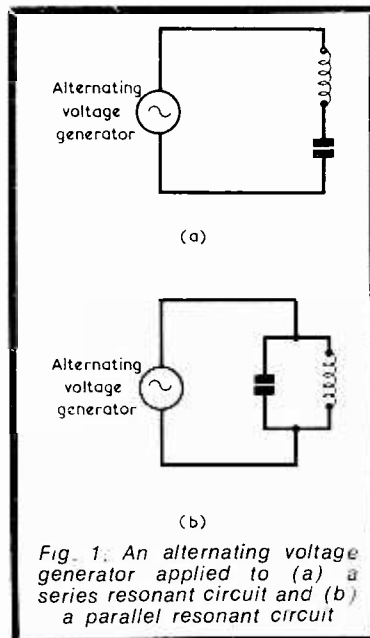 Alternating
voltage
generator
(a)
Alternating
voltage
generator
(b)
Fig. 1. An alternating voltage
generator applied to (a) a
series resonant circuit and (b)
a parallel resonant circuit